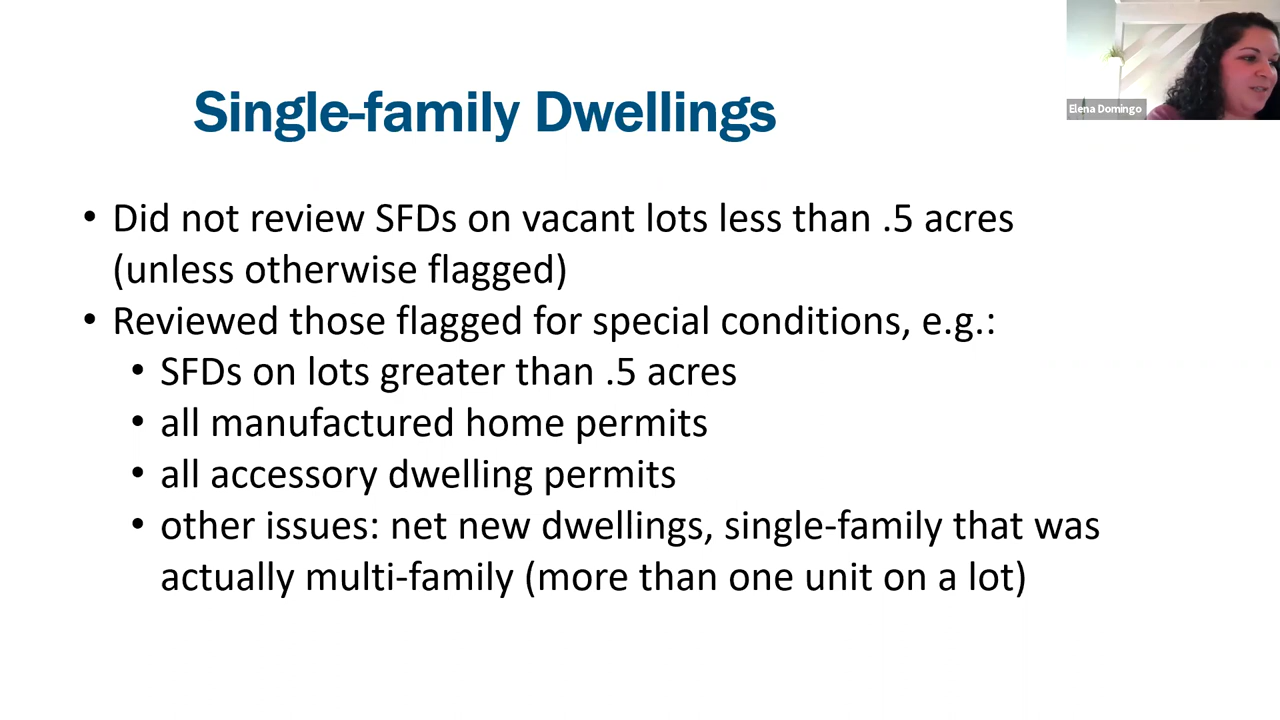 Elena Domingo
Single-family Dwellings
• Did not review SFDs on vacant lots less than .5 acres
(unless otherwise flagged)
• Reviewed those flagged for special conditions, e.g.:
• SFDs on lots greater than .5 acres
• all manufactured home permits
• all accessory dwelling permits
• other issues: net new dwellings, single-family that was
actually multi-family (more than one unit on a lot)